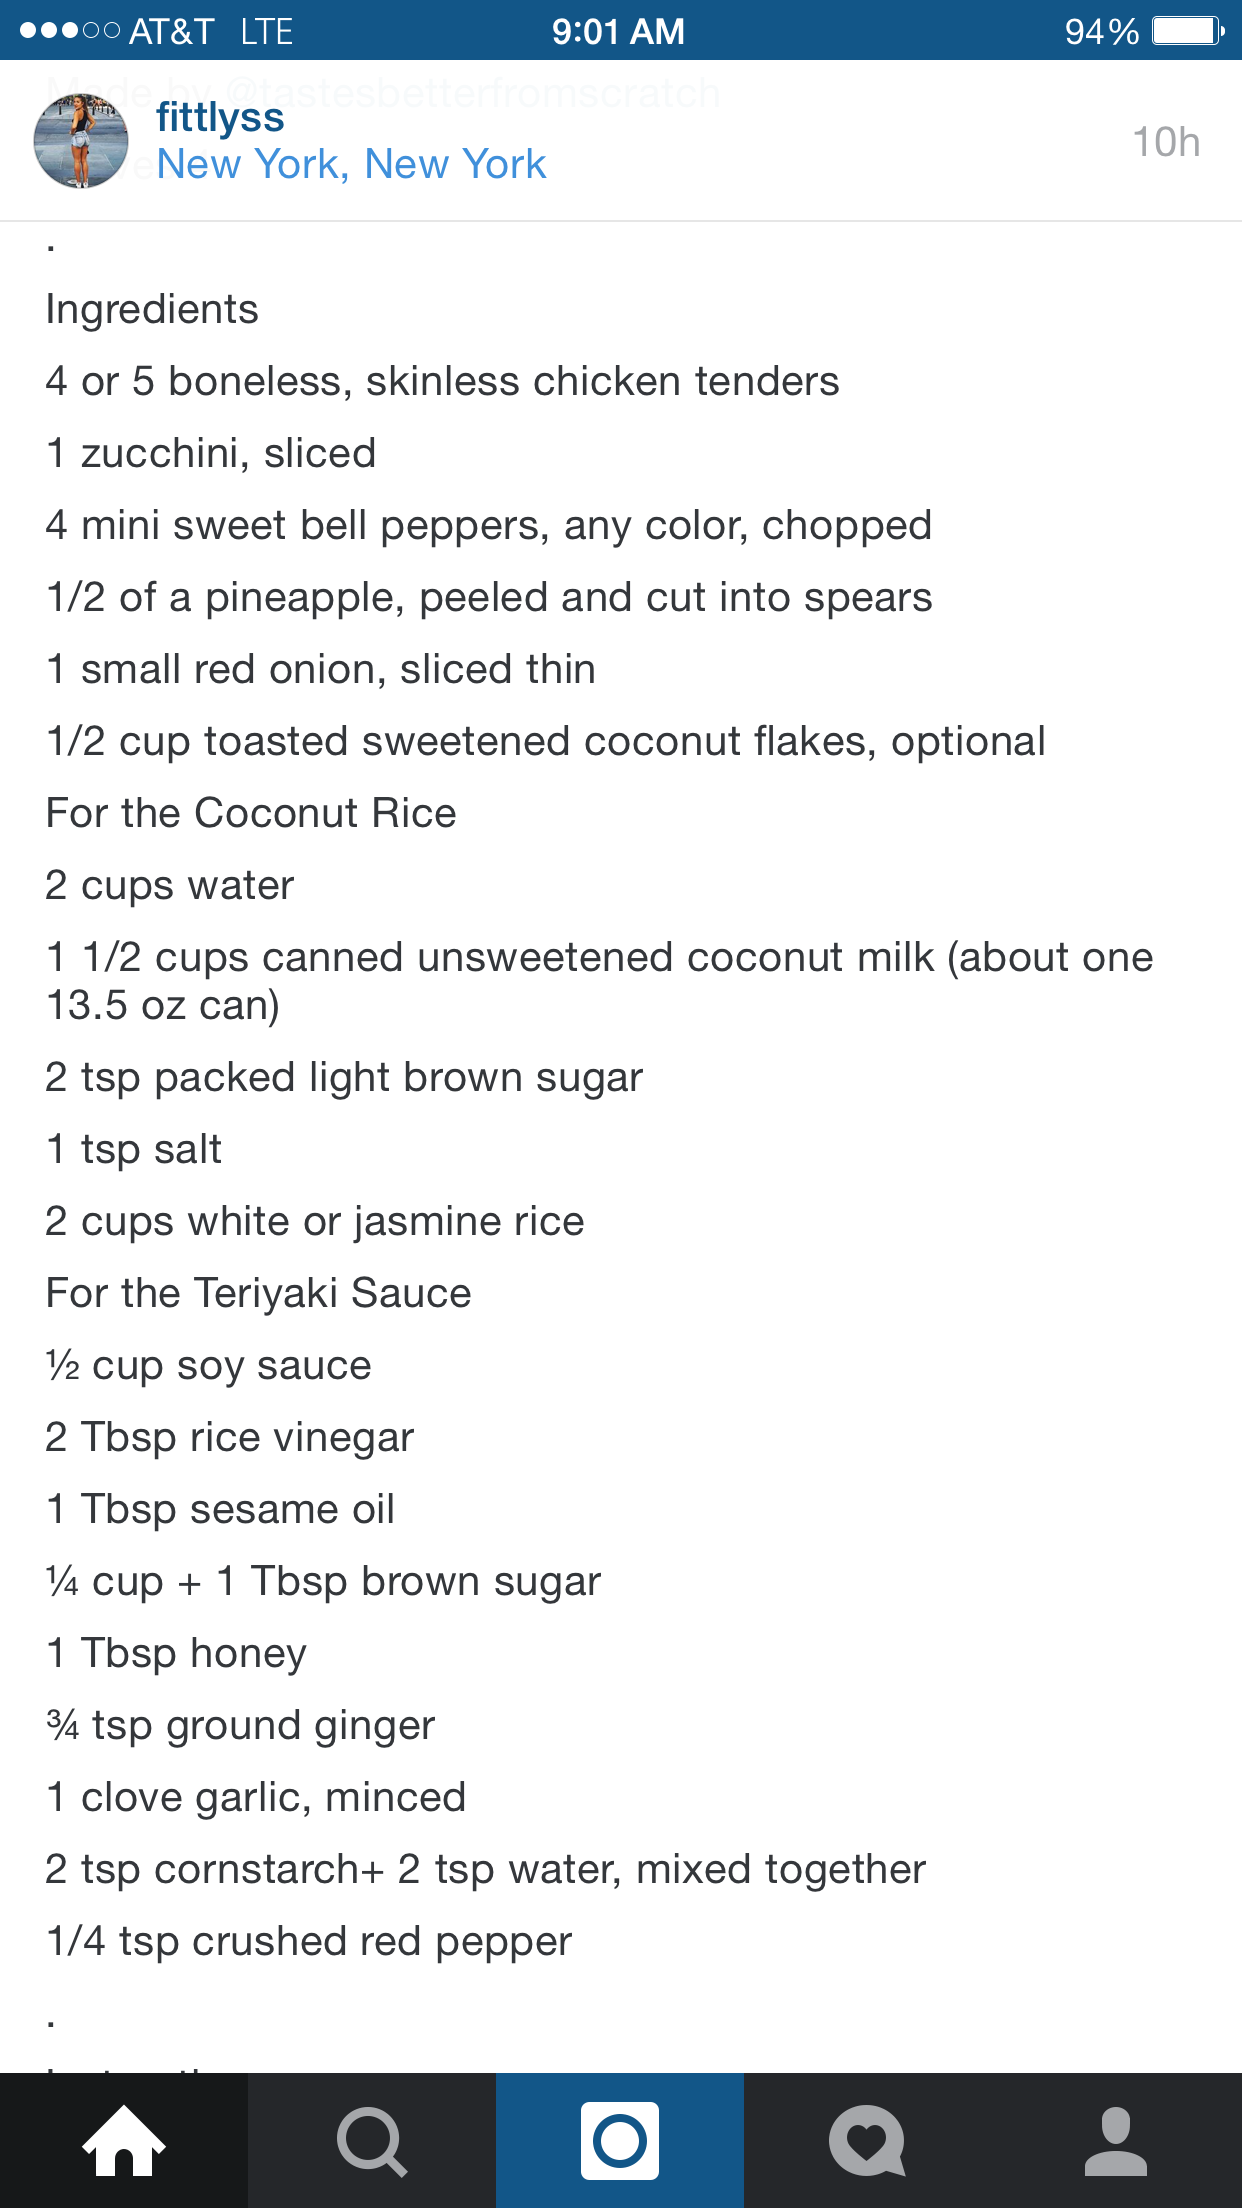 AT&T LTE 9:01 AM 94%
Made by @tastesbetterfromscratch
fittlyss
New York, New York
10h
.
Ingredients
4 or 5 boneless, skinless chicken tenders
1 zucchini, sliced
4 mini sweet bell peppers, any color, chopped
1/2 of a pineapple, peeled and cut into spears
1 small red onion, sliced thin
1/2 cup toasted sweetened coconut flakes, optional
For the Coconut Rice
2 cups water
1 1/2 cups canned unsweetened coconut milk (about one
13.5 oz can)
2 tsp packed light brown sugar
1 tsp salt
2 cups white or jasmine rice
For the Teriyaki Sauce
½ cup soy sauce
2 Tbsp rice vinegar
1 Tbsp sesame oil
¼ cup + 1 Tbsp brown sugar
1 Tbsp honey
¾ tsp ground ginger
1 clove garlic, minced
2 tsp cornstarch+ 2 tsp water, mixed together
1/4 tsp crushed red pepper
.